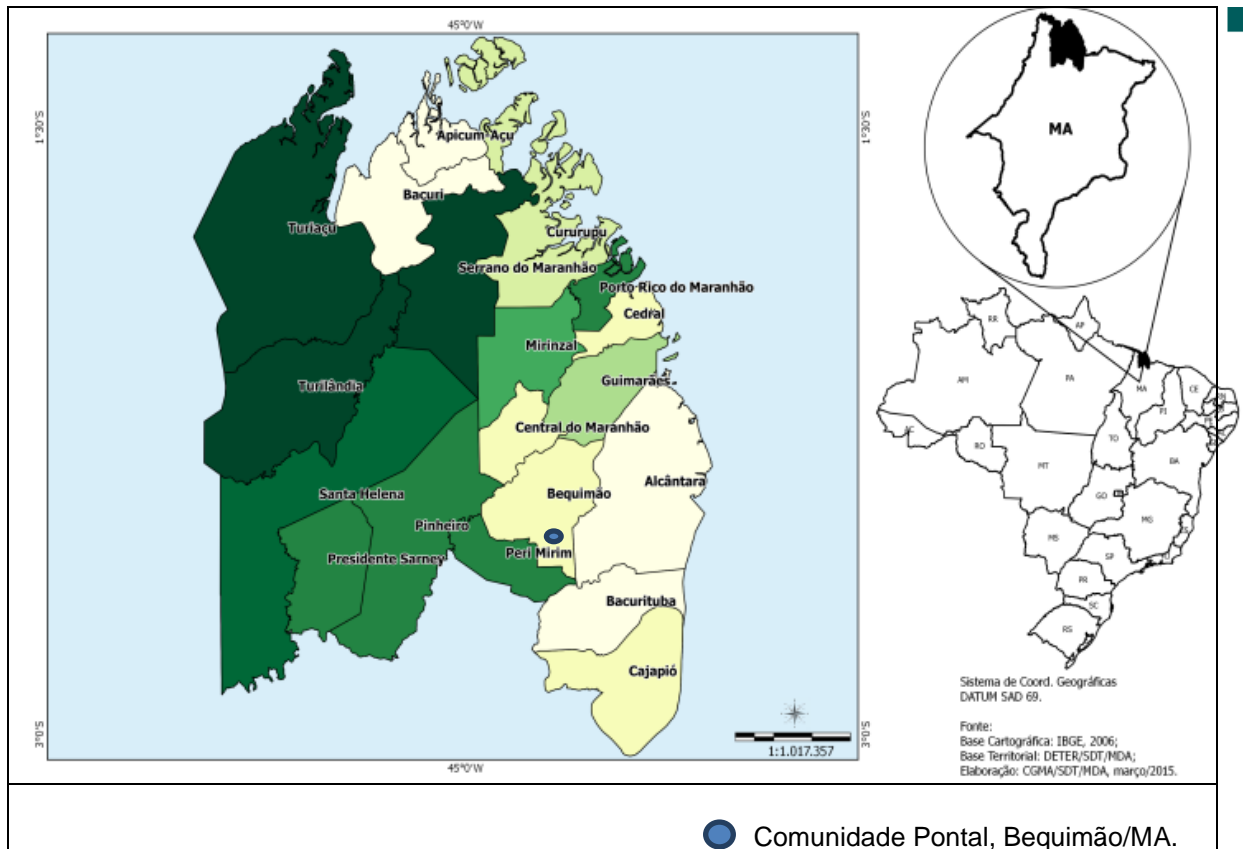 45°0'W
1°30'S
1°30'S
Apicum-Açu
Bacuri
Turiaçu
Cururupu
Serrano do Maranhão
Porto Rico do Maranhão
Cedral
Mirinzal
Guimarães
Turilândia
Central do Maranhão
Alcântara
Santa Helena
Bequimão
Pinheiro
Presidente Sarney
Peri Mirim
Bacurituba
Cajapió
3°0'S
3°0'S
1:1.017.357
45°0'W
MA
RR
AP
AM
PA
MA
CE
PI
AC
TO
RO
BA
MT
GO
MG
MS
SP
PR
SC
RS
Sistema de Coord. Geográficas
DATUM SAD 69.
Fonte:
Base Cartográfica: IBGE, 2006;
Base Territorial: DETER/SDT/MDA;
Elaboração: CGMA/SDT/MDA, março/2015.
Comunidade Pontal, Bequimão/MA.